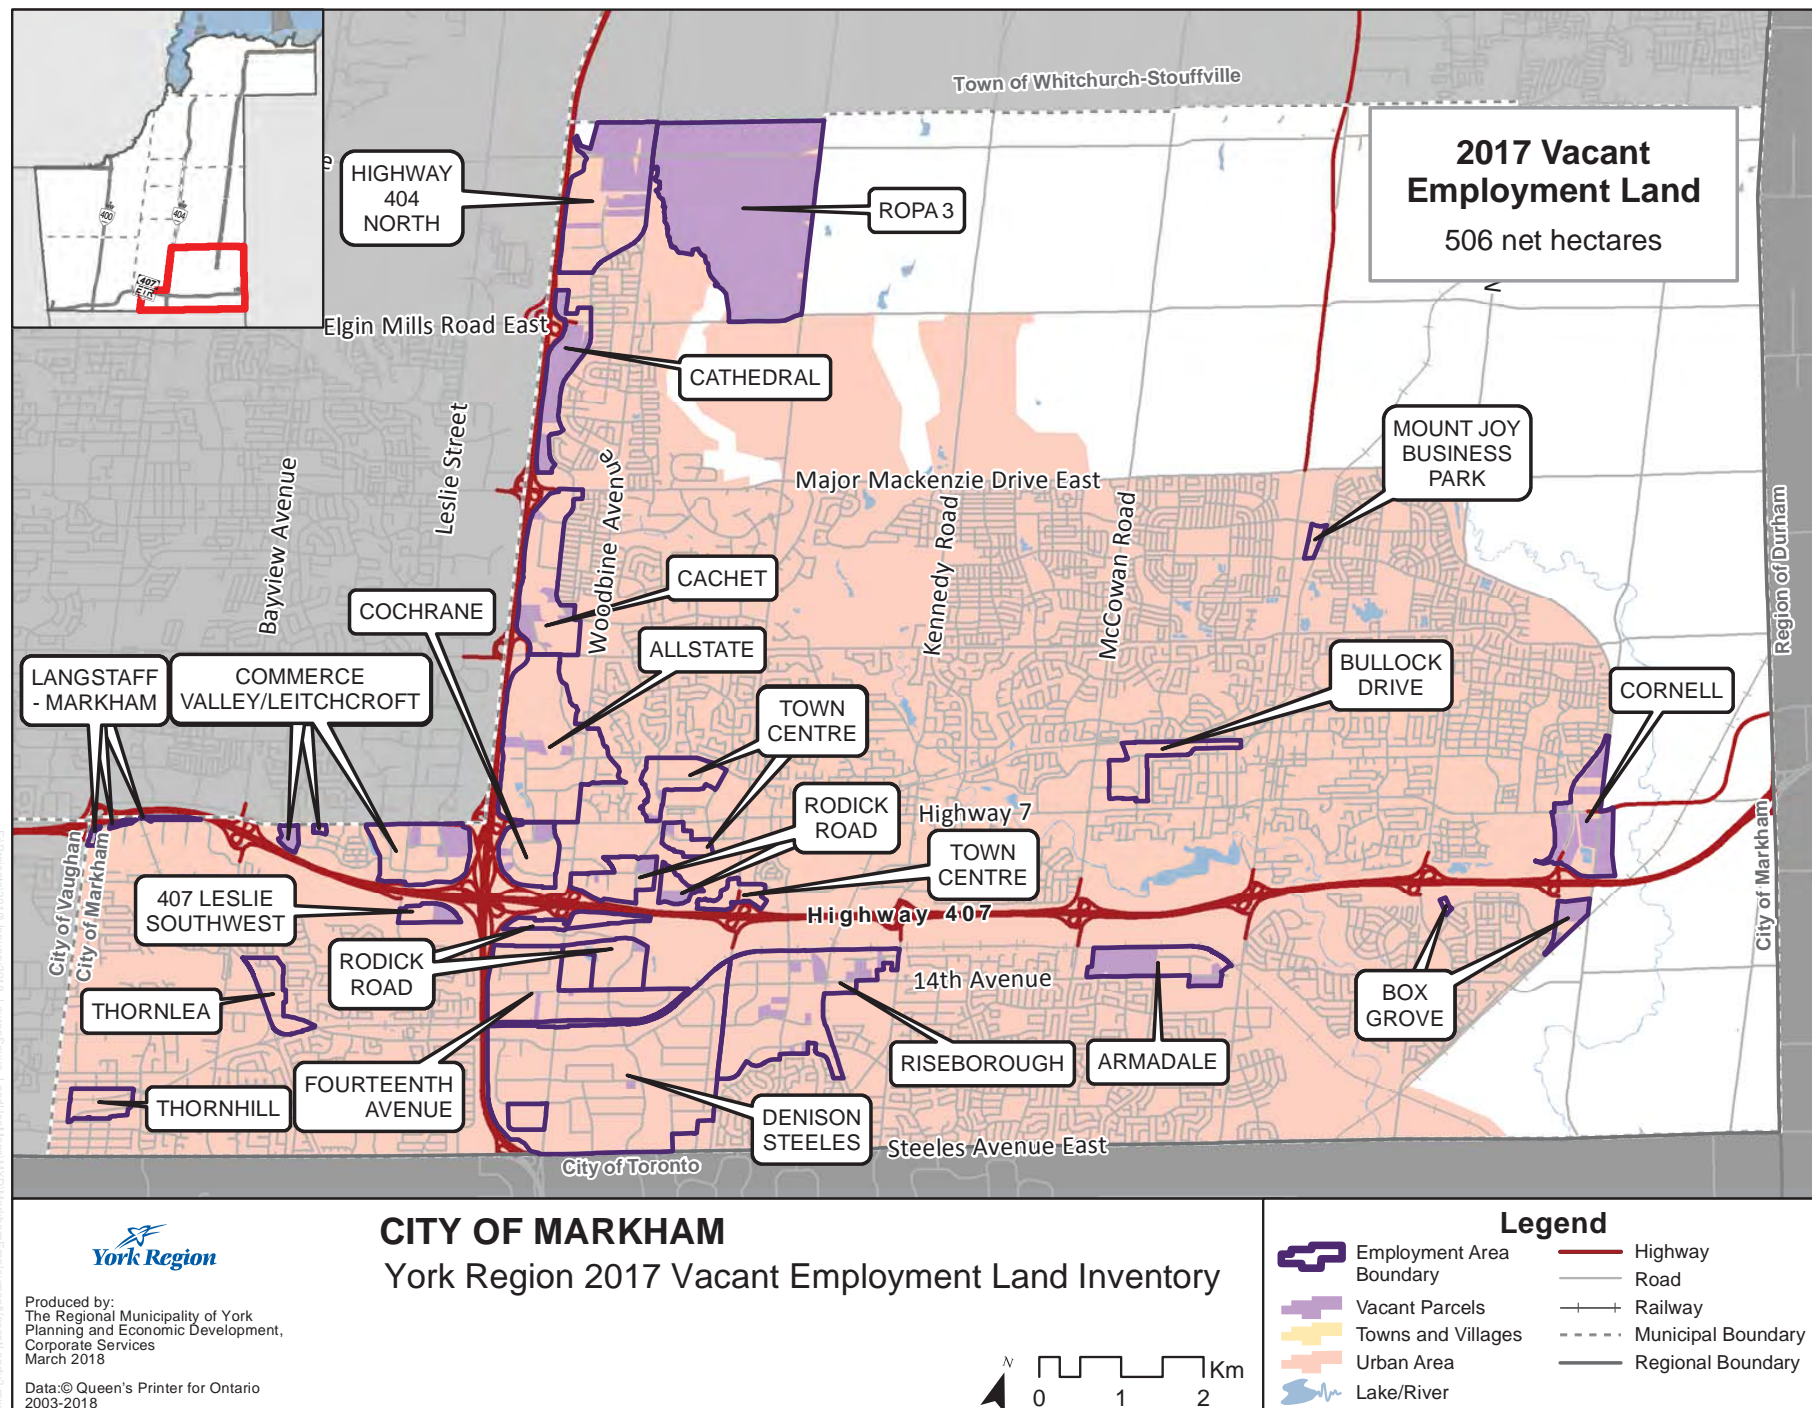 Town of Whitchurch-Stouffville
2017 Vacant
Employment Land
506 net hectares
400
404
407
ETR
e
HIGHWAY
404
NORTH
ROPA 3
Elgin Mills Road East
CATHEDRAL
Leslie Street
Bayview Avenue
Woodbine Avenue
Major Mackenzie Drive East
Kennedy Road
McCowan Road
MOUNT JOY
BUSINESS
PARK
Region of Durham
CACHET
COCHRANE
ALLSTATE
LANGSTAFF
- MARKHAM
COMMERCE
VALLEY/LEITCHCROFT
TOWN
CENTRE
BULLOCK
DRIVE
CORNELL
RODICK
ROAD
Highway 7
TOWN
CENTRE
City of Vaughan
City of Markham
407 LESLIE
SOUTHWEST
Highway 407
City of Markham
RODICK
ROAD
14th Avenue
THORNLEA
BOX
GROVE
FOURTEENTH
AVENUE
RISEBOROUGH
ARMADALE
THORNHILL
DENISON
STEELES
Steeles Avenue East
City of Toronto
York Region
Produced by:
The Regional Municipality of York
Planning and Economic Development,
Corporate Services
March 2018
Data:© Queen's Printer for Ontario
2003-2018
CITY OF MARKHAM
York Region 2017 Vacant Employment Land Inventory
N
Km
0 1 2
Legend
Employment Area
Boundary
Vacant Parcels
Towns and Villages
Urban Area
Lake/River
Highway
Road
Railway
Municipal Boundary
Regional Boundary